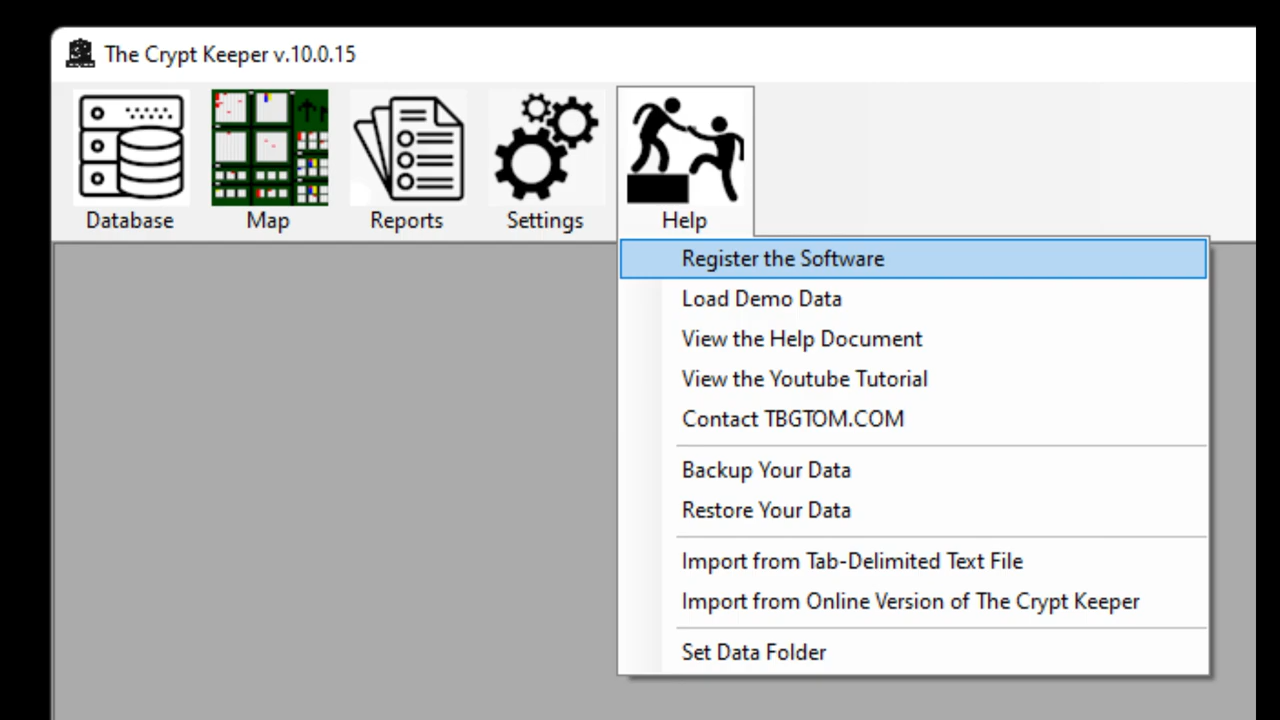 The Crypt Keeper v.10.0.15
Database Map Reports Settings Help
Register the Software
Load Demo Data
View the Help Document
View the Youtube Tutorial
Contact TBGTOM.COM
Backup Your Data
Restore Your Data
Import from Tab-Delimited Text File
Import from Online Version of The Crypt Keeper
Set Data Folder